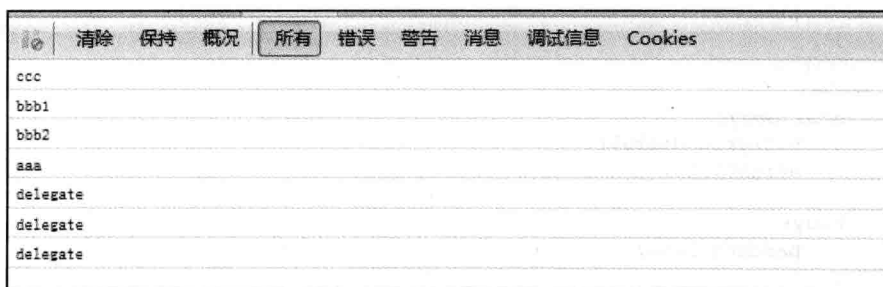 清除 保持 概况 所有 错误 警告 消息 调试信息 Cookies
ccc
bbb1
bbb2
aaa
delegate
delegate
delegate